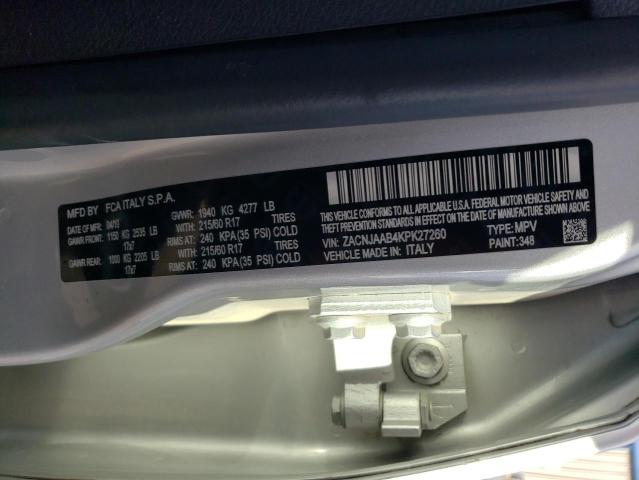 MFD BY FCA ITALY S.P.A.
DATE OF MFR: 04/19 GVWR: 1940 KG 4277 LB
GAWR FRONT: 1150 KG 2535 LB WITH: 215/60 R17 TIRES
17x7 RIMS AT: 240 KPA(35 PSI) COLD
GAWR REAR: 1000 KG 2205 LB WITH: 215/60 R17 TIRES
17x7 RIMS AT: 240 KPA(35 PSI) COLD
THIS VEHICLE CONFORMS TO ALL APPLICABLE U.S.A. FEDERAL MOTOR VEHICLE SAFETY
AND THEFT PREVENTION STANDARDS IN EFFECT ON THE DATE OF MANUFACTURE SHOWN ABOVE.
VIN: ZACNJAAB4KPK27260 TYPE: MPV
VEHICLE MADE IN: ITALY PAINT: 348